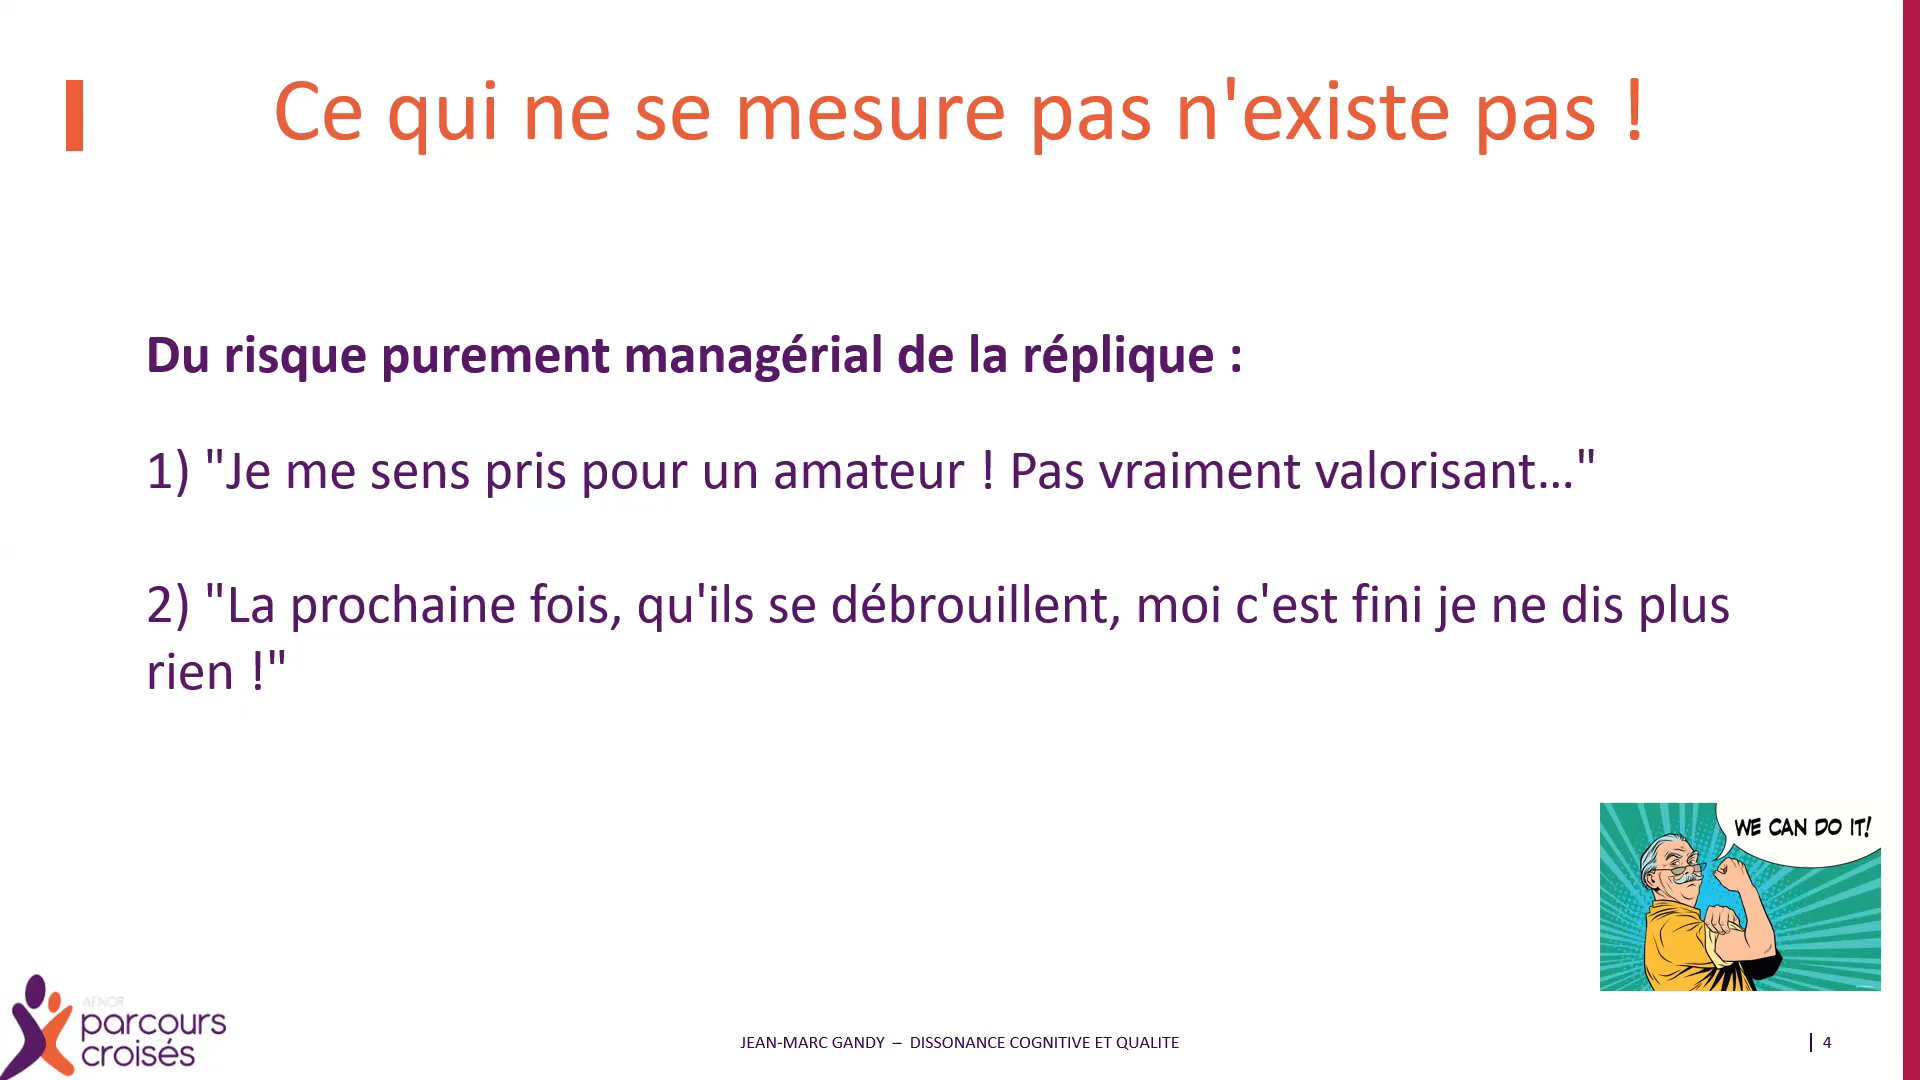 Ce qui ne se mesure pas n'existe pas !
Du risque purement managérial de la réplique :
1) "Je me sens pris pour un amateur ! Pas vraiment valorisant..."
2) "La prochaine fois, qu'ils se débrouillent, moi c'est fini je ne dis plus
rien !"
WE CAN DO IT!
AFNOR
parcours
croisés
JEAN-MARC GANDY – DISSONANCE COGNITIVE ET QUALITE
4